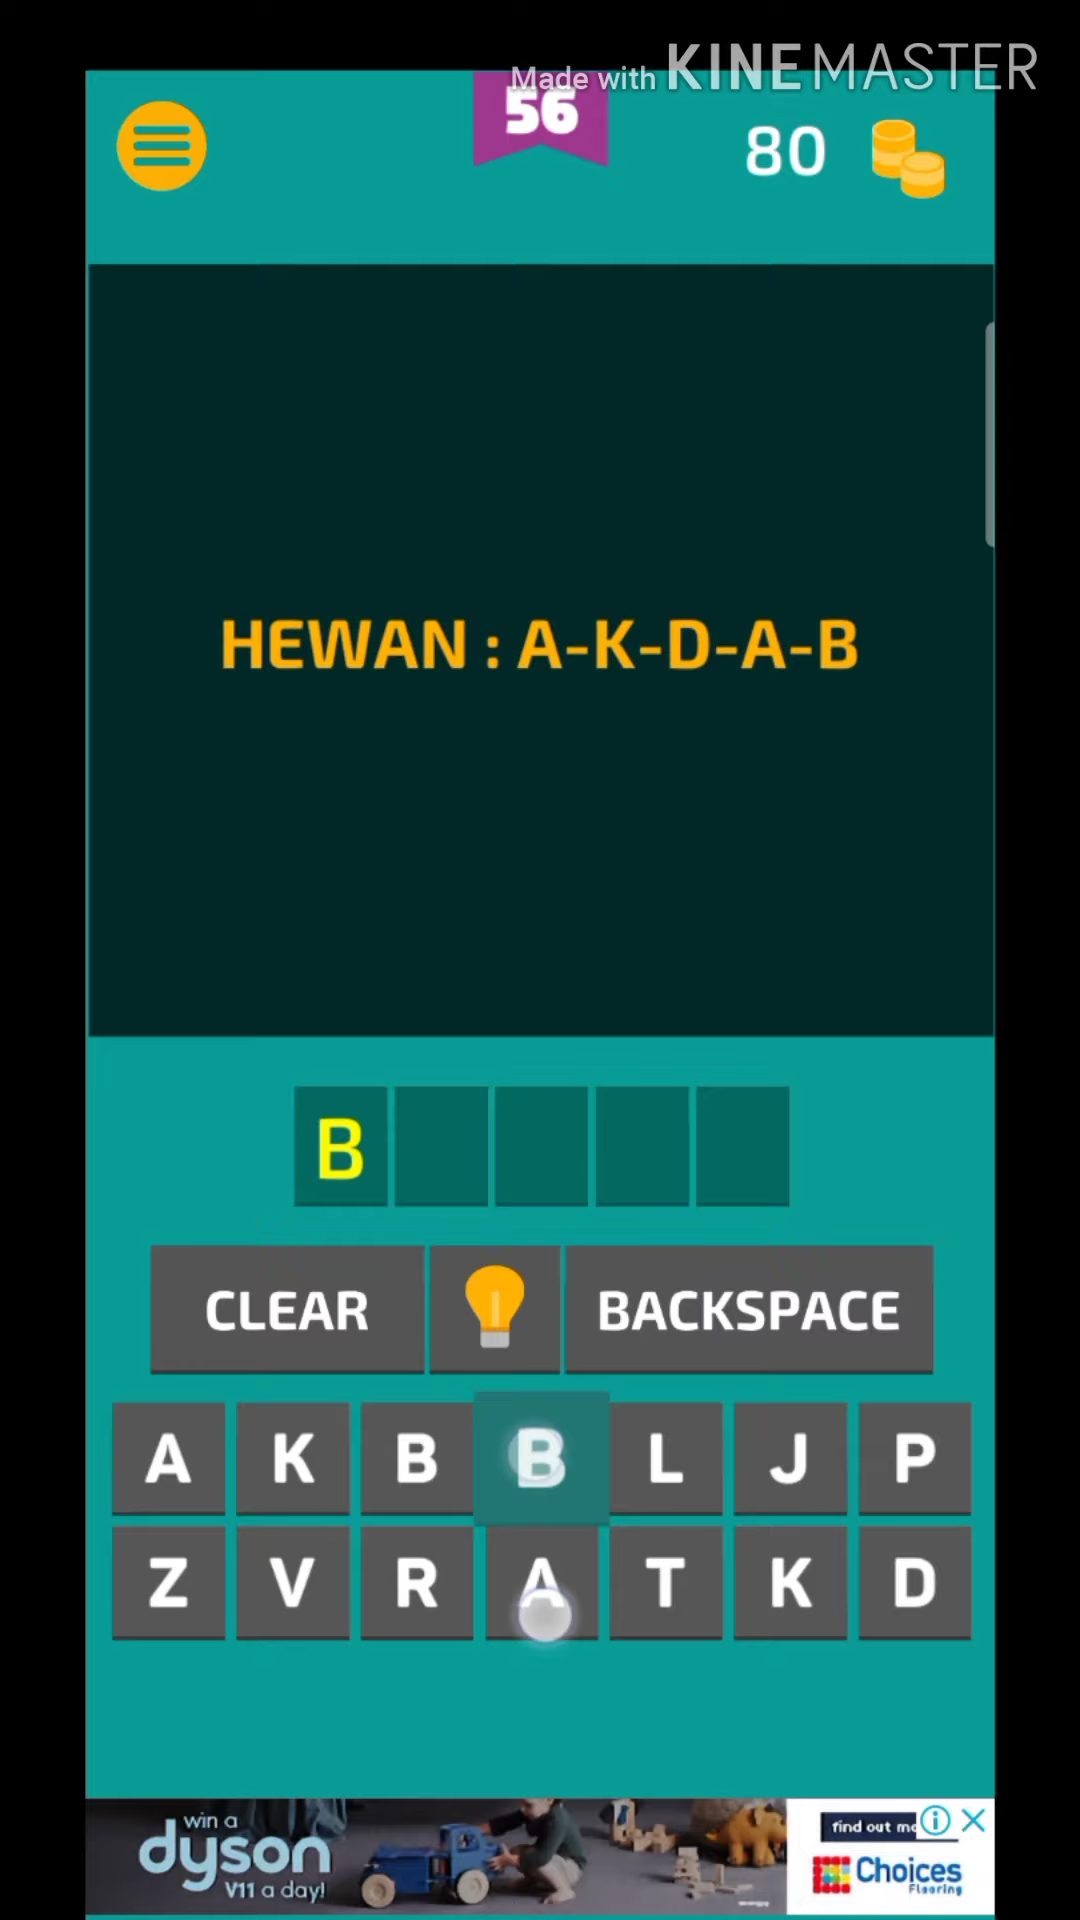 Made with KINEMASTER
56
80
HEWAN : A-K-D-A-B
B
CLEAR
BACKSPACE
A K B B L J P
Z V R A T K D
win a
dyson
V11 a day!
find out mo
Choices
Flooring